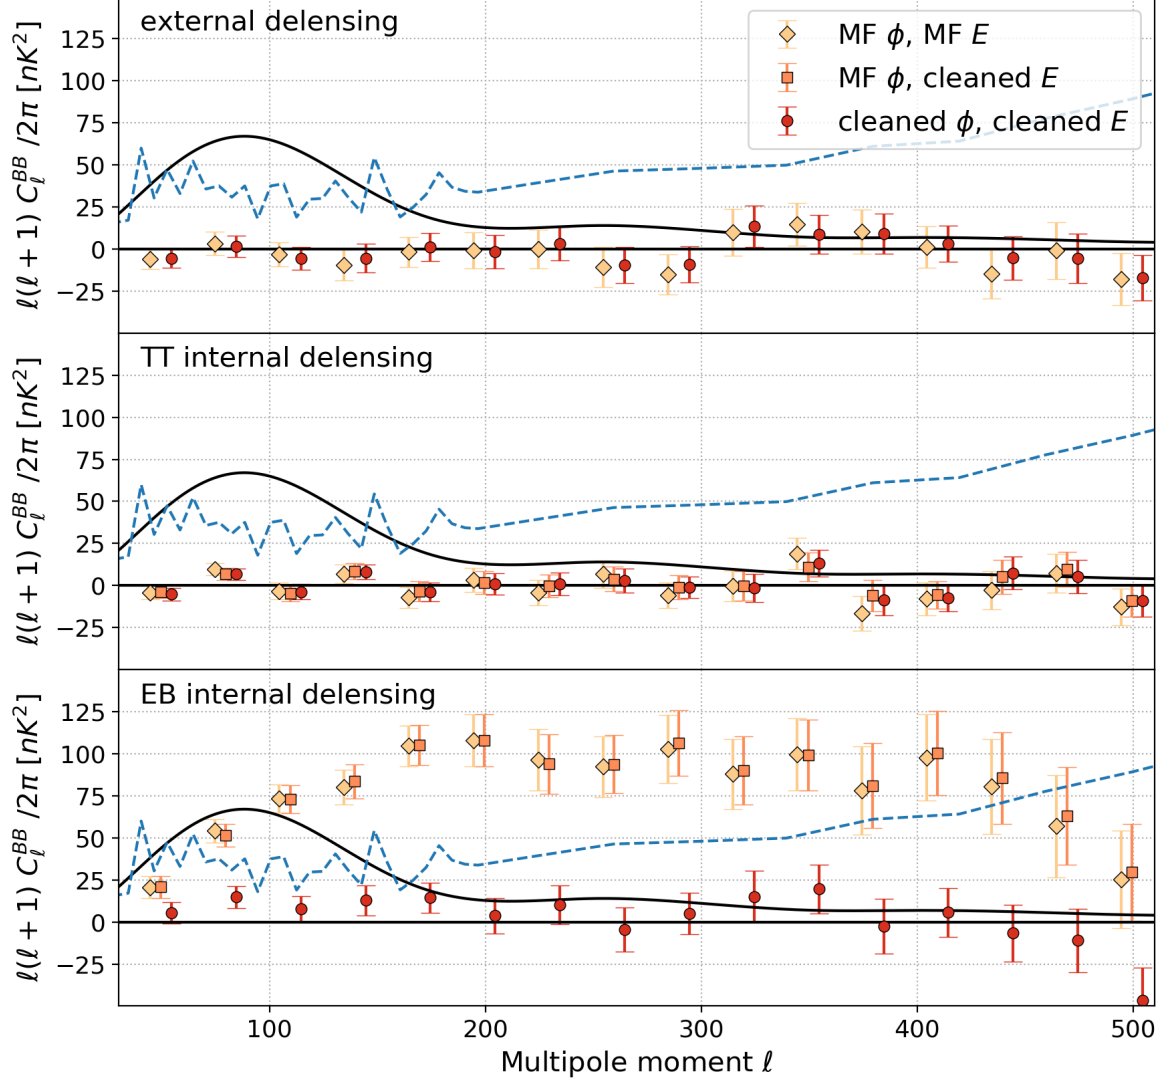 external delensing
MF ϕ, MF E
MF ϕ, cleaned E
cleaned ϕ, cleaned E
ℓ(ℓ + 1) C_ℓ^{BB} /2π [nK²]
125
100
75
50
25
0
−25
TT internal delensing
ℓ(ℓ + 1) C_ℓ^{BB} /2π [nK²]
125
100
75
50
25
0
−25
EB internal delensing
ℓ(ℓ + 1) C_ℓ^{BB} /2π [nK²]
125
100
75
50
25
0
−25
100 200 300 400 500
Multipole moment ℓ